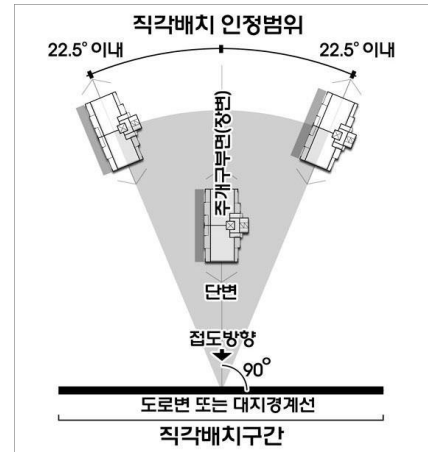 직각배치 인정범위
22.5° 이내
22.5° 이내
주개구부면(장변)
단변
접도방향
90°
도로변 또는 대지경계선
직각배치구간